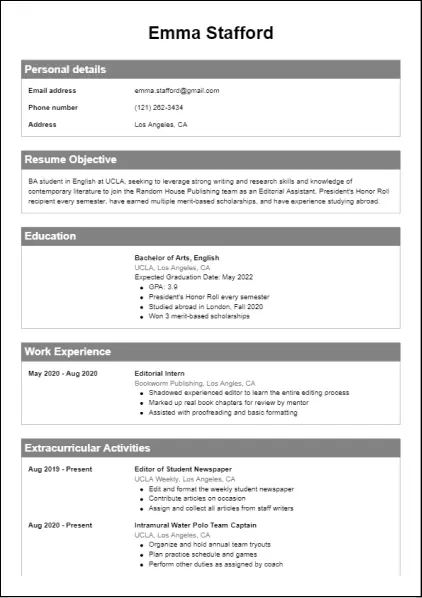 Emma Stafford
Personal details
Email address emma.stafford@gmail.com
Phone number (121) 262-3434
Address Los Angeles, CA
Resume Objective
BA student in English at UCLA, seeking to leverage strong writing and research skills and knowledge of
contemporary literature to join the Random House Publishing team as an Editorial Assistant. President's Honor Roll
recipient every semester, have earned multiple merit-based scholarships, and have experience studying abroad.
Education
Bachelor of Arts, English
UCLA, Los Angeles, CA
Expected Graduation Date: May 2022
• GPA: 3.9
• President's Honor Roll every semester
• Studied abroad in London, Fall 2020
• Won 3 merit-based scholarships
Work Experience
May 2020 - Aug 2020 Editorial Intern
Bookworm Publishing, Los Angles, CA
• Shadowed experienced editor to learn the entire editing process
• Marked up real book chapters for review by mentor
• Assisted with proofreading and basic formatting
Extracurricular Activities
Aug 2019 - Present Editor of Student Newspaper
UCLA Weekly, Los Angeles, CA
• Edit and format the weekly student newspaper
• Contribute articles on occasion
• Assign and collect all articles from staff writers
Aug 2020 - Present Intramural Water Polo Team Captain
UCLA, Los Angeles, CA
• Organize and hold annual team tryouts
• Plan practice schedule and games
• Perform other duties as assigned by coach